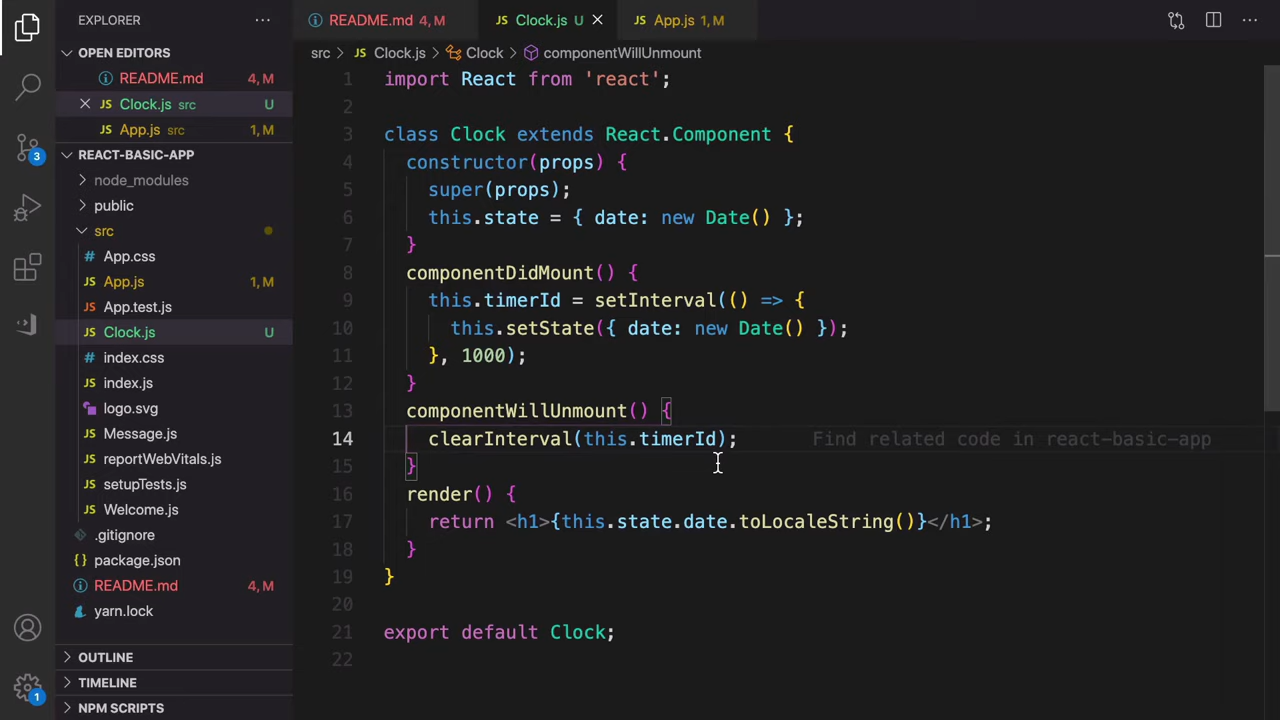 EXPLORER
OPEN EDITORS
README.md 4, M
Clock.js src U
App.js src 1, M
REACT-BASIC-APP
node_modules
public
src
App.css
App.js 1, M
App.test.js
Clock.js U
index.css
index.js
logo.svg
Message.js
reportWebVitals.js
setupTests.js
Welcome.js
.gitignore
package.json
README.md 4, M
yarn.lock
OUTLINE
TIMELINE
NPM SCRIPTS
3
1
README.md 4, M Clock.js U App.js 1, M
src > JS Clock.js > Clock > componentWillUnmount
1 import React from 'react';
2
3 class Clock extends React.Component {
4 constructor(props) {
5 super(props);
6 this.state = { date: new Date() };
7 }
8 componentDidMount() {
9 this.timerId = setInterval(() => {
10 this.setState({ date: new Date() });
11 }, 1000);
12 }
13 componentWillUnmount() {
14 clearInterval(this.timerId); Find related code in react-basic-app
15 }
16 render() {
17 return <h1>{this.state.date.toLocaleString()}</h1>;
18 }
19 }
20
21 export default Clock;
22